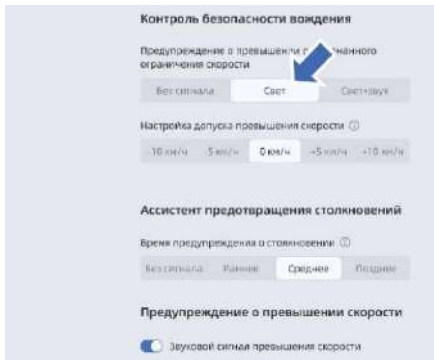 Контроль безопасности вождения
Предупреждение о превышении
ограничения скорости
Без сигнала Свет Свет+звук
Настройка допуска превышения скорости
-10 км/ч -5 км/ч 0 км/ч +5 км/ч +10 км/ч
Ассистент предотвращения столкновений
Время предупреждения о столкновении
Без сигнала Раннее Среднее Позднее
Предупреждение о превышении скорости
Звуковой сигнал превышения скорости